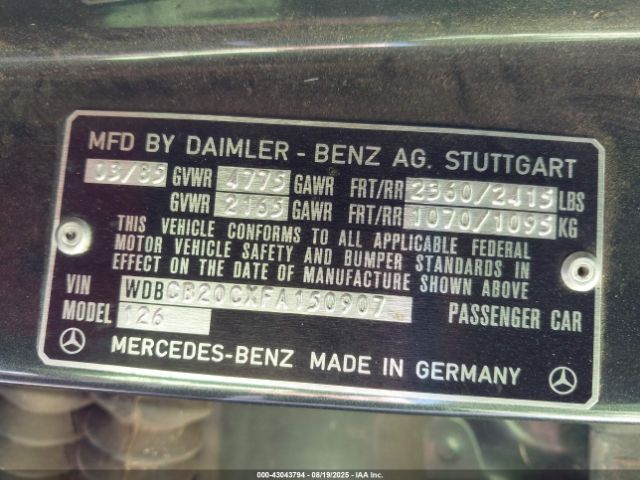 MFD BY DAIMLER - BENZ AG. STUTTGART
03/85 GVWR 4775 GAWR FRT/RR 2360/2415 LBS
GVWR 2165 GAWR FRT/RR 1070/1095 KG
THIS VEHICLE CONFORMS TO ALL APPLICABLE FEDERAL
MOTOR VEHICLE SAFETY AND BUMPER STANDARDS IN
EFFECT ON THE DATE OF MANUFACTURE SHOWN ABOVE
VIN WDBCB20CXFA150907
MODEL 126 PASSENGER CAR
MERCEDES-BENZ MADE IN GERMANY
000-43043794 - 08/19/2025 - IAA Inc.